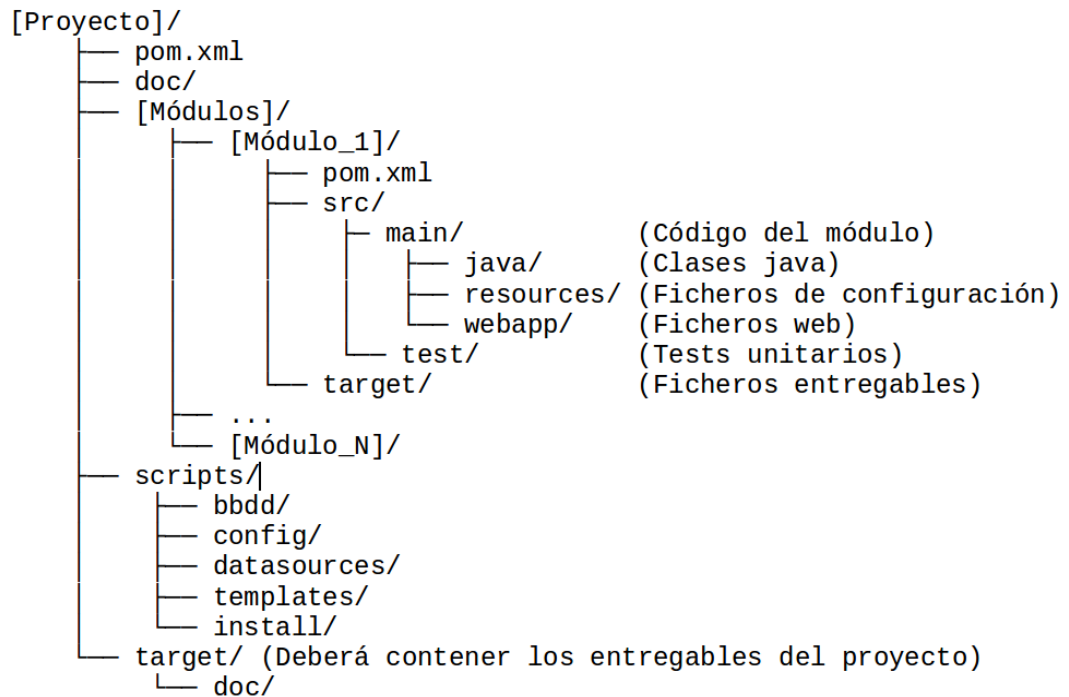 [Proyecto]/
├── pom.xml
├── doc/
├── [Módulos]/
│   ├── [Módulo_1]/
│   │   ├── pom.xml
│   │   ├── src/
│   │   │   ├─ main/ (Código del módulo)
│   │   │   │   ├── java/ (Clases java)
│   │   │   │   ├── resources/ (Ficheros de configuración)
│   │   │   │   └── webapp/ (Ficheros web)
│   │   │   └── test/ (Tests unitarios)
│   │   └── target/ (Ficheros entregables)
│   ├── ...
│   └── [Módulo_N]/
├── scripts/
│   ├── bbdd/
│   ├── config/
│   ├── datasources/
│   ├── templates/
│   └── install/
└── target/ (Deberá contener los entregables del proyecto)
    └── doc/